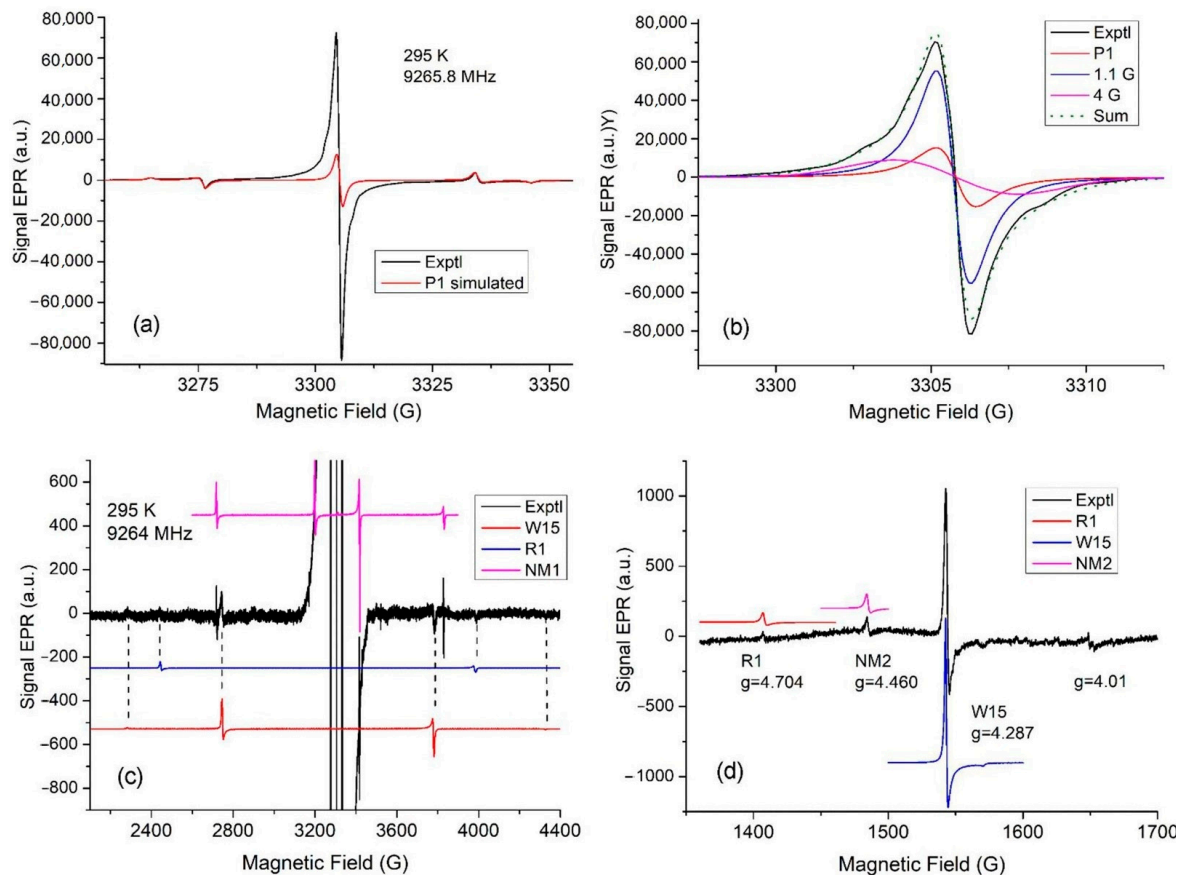 80,000
60,000
40,000
20,000
0
−20,000
−40,000
−60,000
−80,000
Signal EPR (a.u.)
295 K
9265.8 MHz
Exptl
P1 simulated
(a)
3275
3300
3325
3350
Magnetic Field (G)
80,000
60,000
40,000
20,000
0
−20,000
−40,000
−60,000
−80,000
Signal EPR (a.u.)Y)
Exptl
P1
1.1 G
4 G
Sum
(b)
3300
3305
3310
Magnetic Field (G)
600
400
200
0
−200
−400
−600
−800
Signal EPR (a.u.)
295 K
9264 MHz
Exptl
W15
R1
NM1
(c)
2400
2800
3200
3600
4000
4400
Magnetic Field (G)
1000
500
0
−500
−1000
Signal EPR (a.u.)
Exptl
R1
W15
NM2
R1
g=4.704
NM2
g=4.460
g=4.01
W15
g=4.287
(d)
1400
1500
1600
1700
Magnetic Field (G)